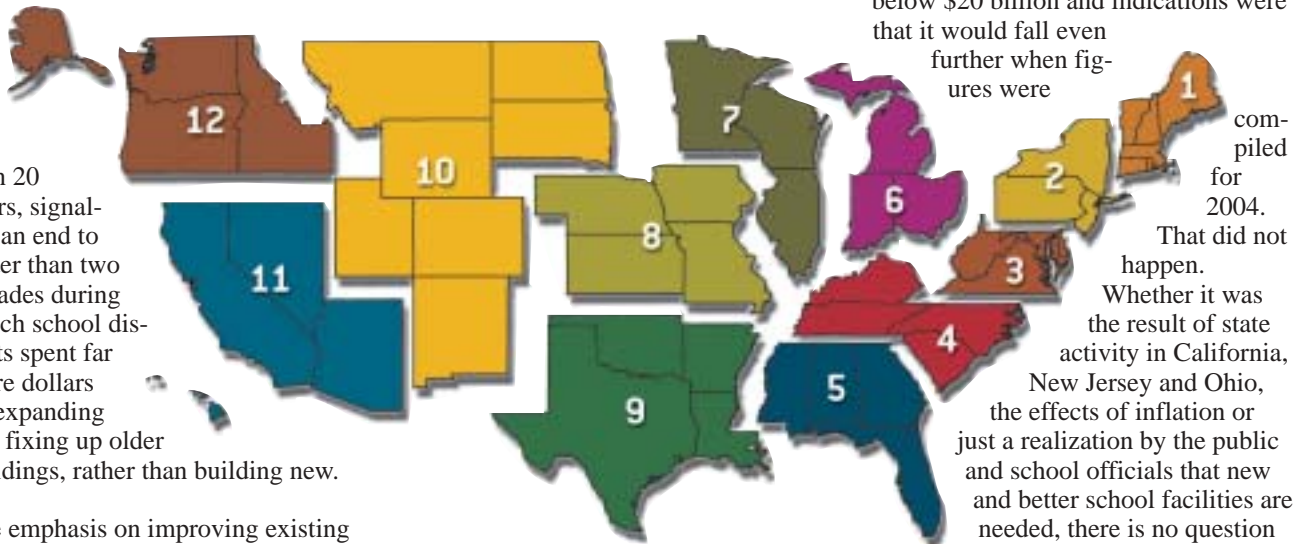 n 20
rs, signal-
an end to
er than two
ades during
ch school dis-
ts spent far
re dollars
expanding
fixing up older
ldings, rather than building new.
e emphasis on improving existing
12
10
11
7
8
9
6
5
4
3
2
1
below $20 billion and indications were
that it would fall even
further when fig-
ures were
com-
piled
for
2004.
That did not
happen.
Whether it was
the result of state
activity in California,
New Jersey and Ohio,
the effects of inflation or
just a realization by the public
and school officials that new
and better school facilities are
needed, there is no question